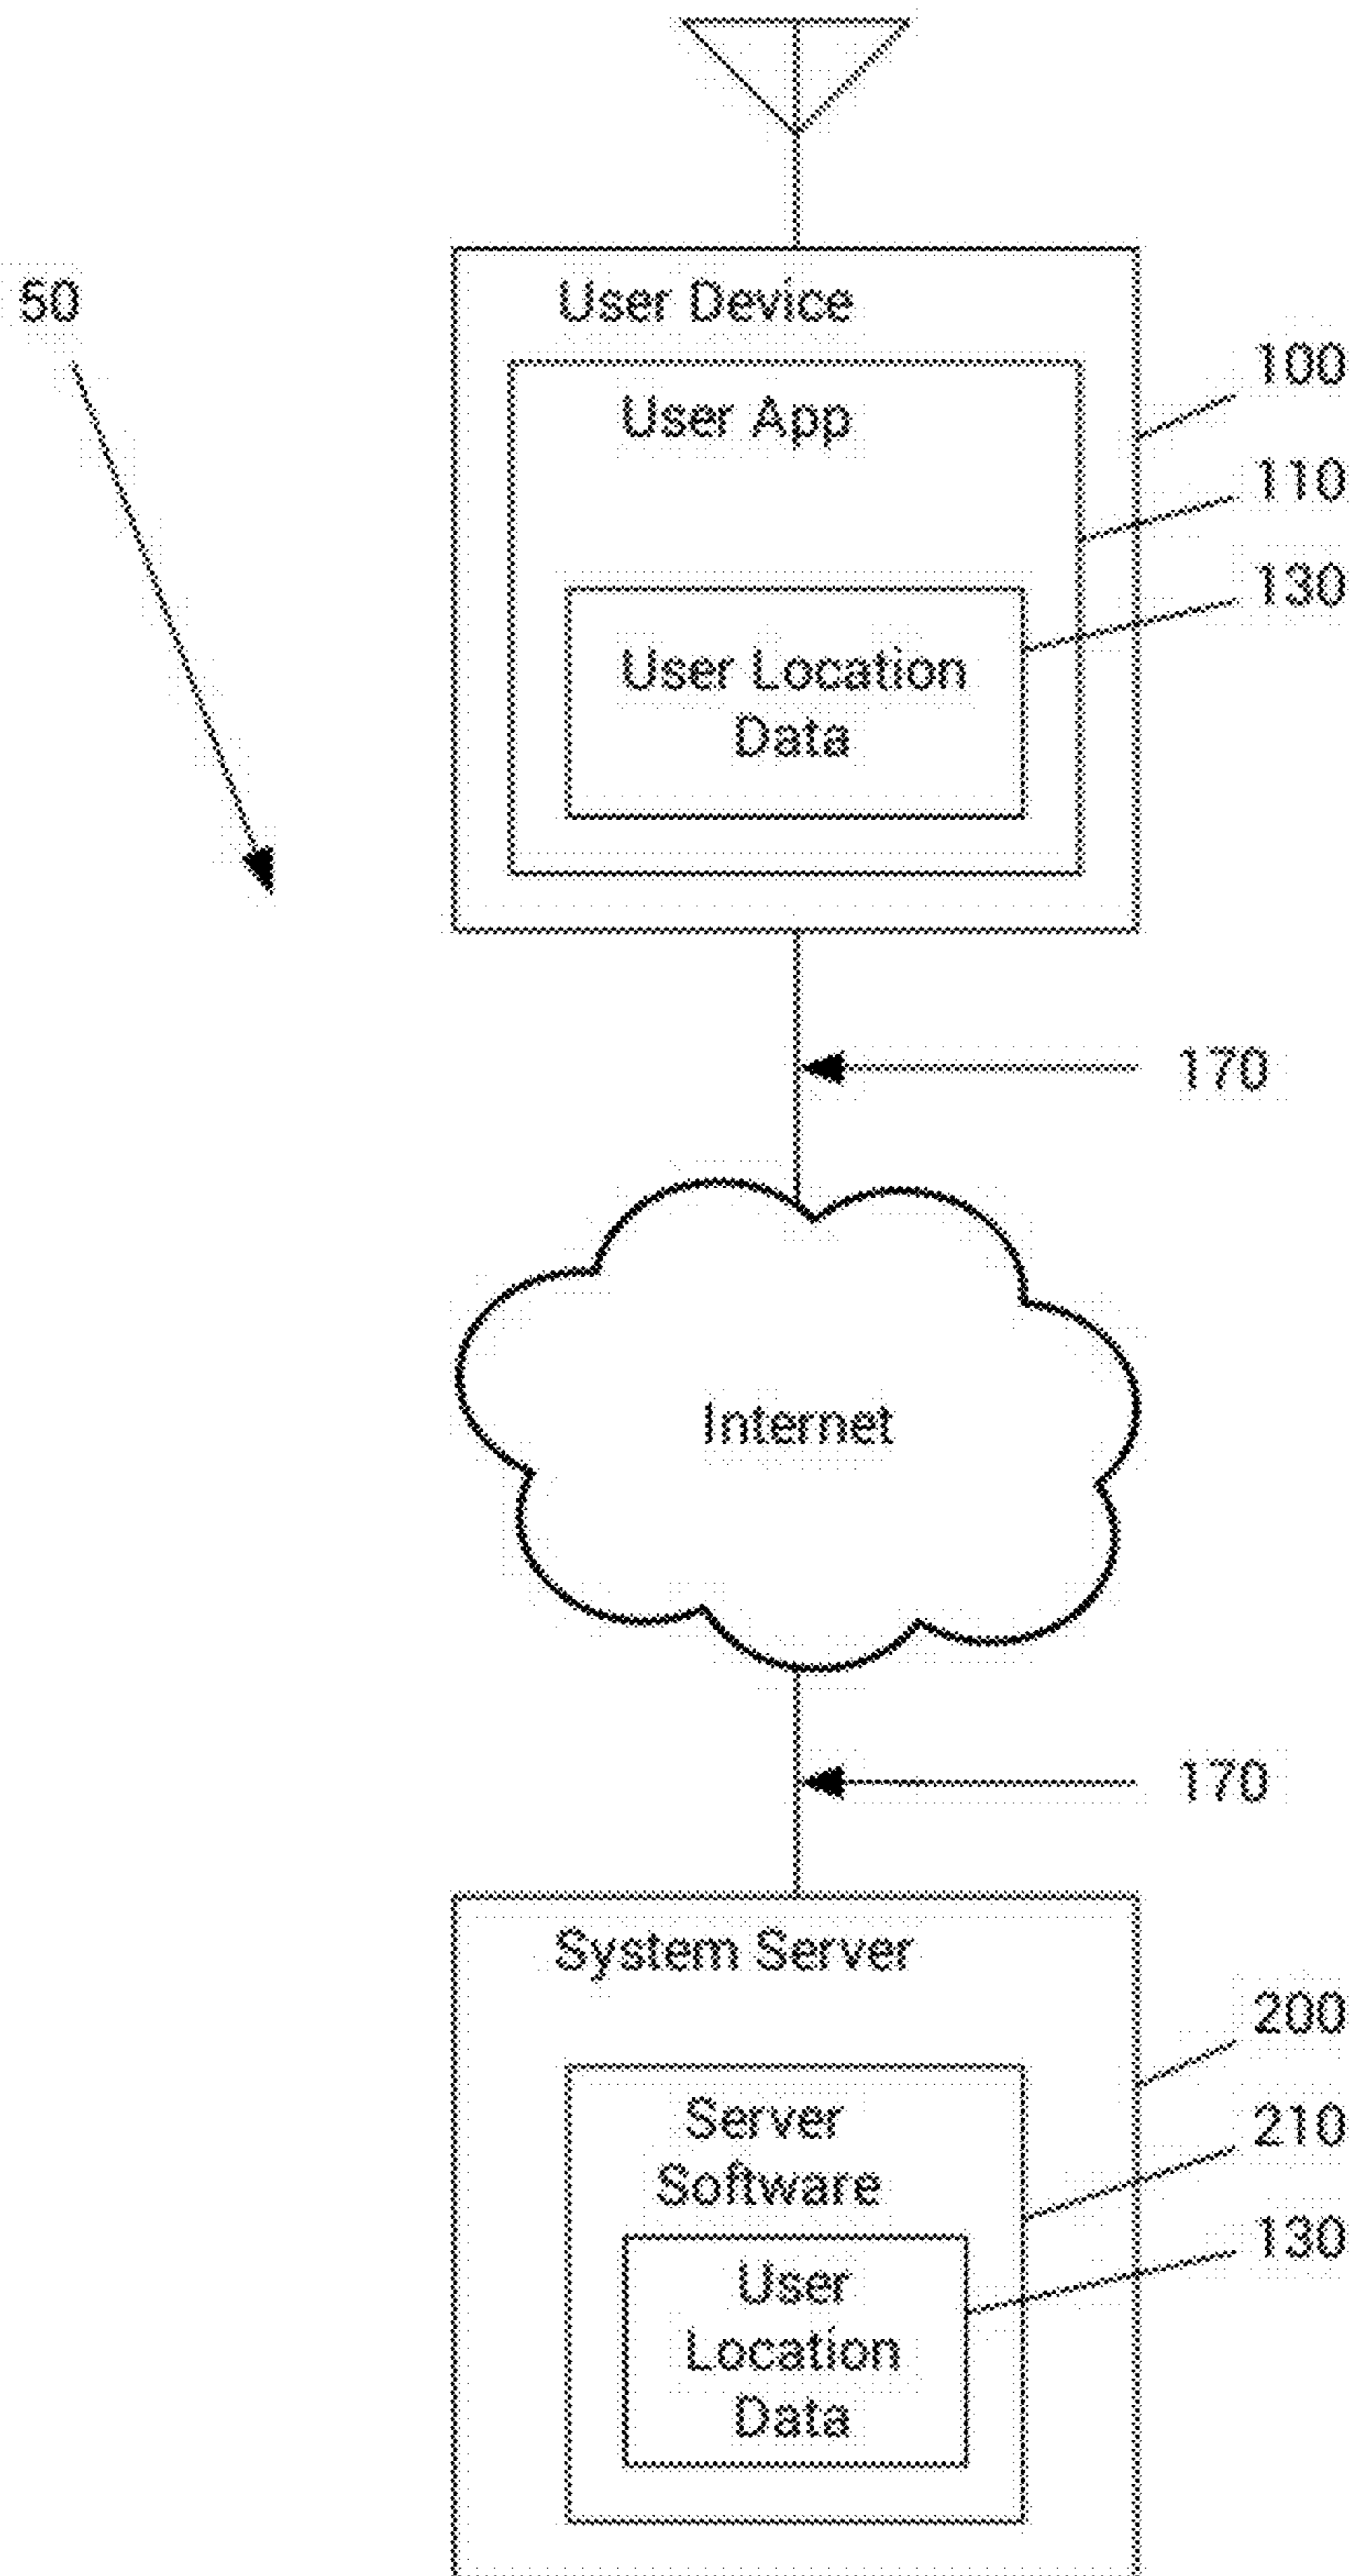 50
User Device
100
User App
110
130
User Location
Data
170
Internet
170
System Server
200
Server
210
Software
130
User
Location
Data